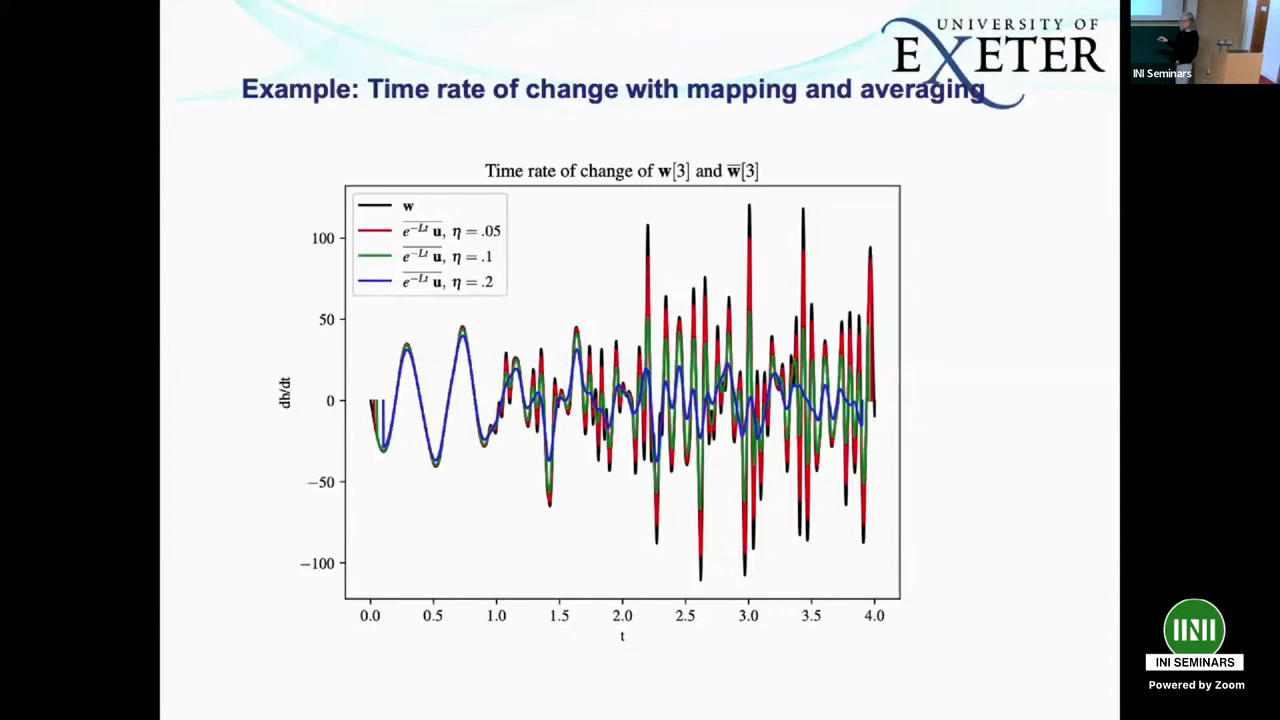 UNIVERSITY OF
EXETER
Example: Time rate of change with mapping and averaging
INI Seminars
Time rate of change of w[3] and w̅[3]
w
e^{-Lt} u, η = .05
e^{-Lt} u, η = .1
e^{-Lt} u, η = .2
100
50
0
−50
−100
db/dt
0.0 0.5 1.0 1.5 2.0 2.5 3.0 3.5 4.0
t
INI
INI SEMINARS
Powered by Zoom